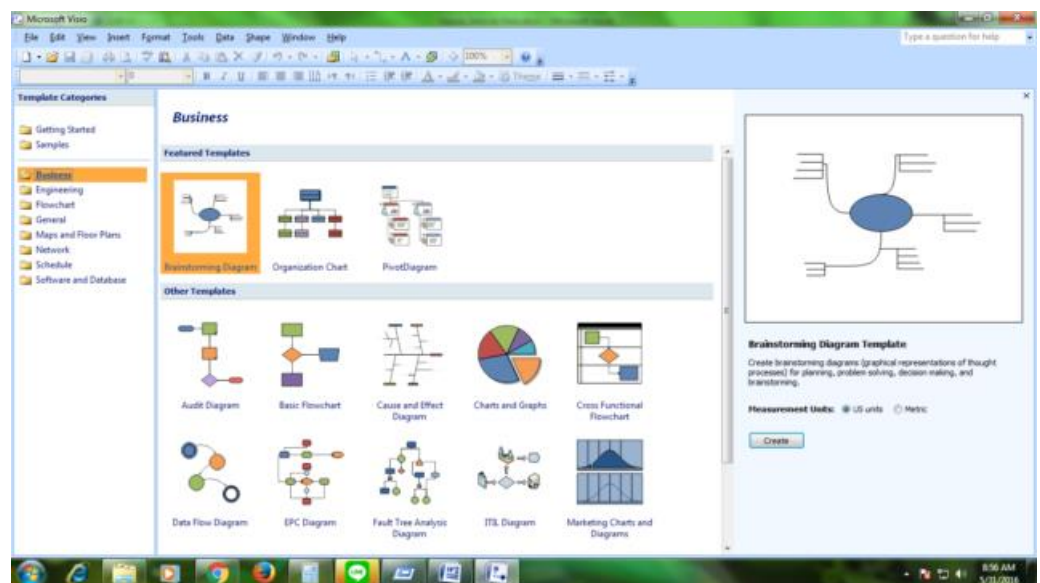 Microsoft Visio
File Edit View Insert Format Tools Data Shape Window Help
Type a question for help
100%
Theme
Template Categories
Getting Started
Samples
Business
Engineering
Flowchart
General
Maps and Floor Plans
Network
Schedule
Software and Database
Business
Featured Templates
Brainstorming Diagram
Organization Chart
PivotDiagram
Other Templates
Audit Diagram
Basic Flowchart
Cause and Effect
Diagram
Charts and Graphs
Cross Functional
Flowchart
Data Flow Diagram
EPC Diagram
Fault Tree Analysis
Diagram
ITIL Diagram
Marketing Charts and
Diagrams
Brainstorming Diagram Template
Create brainstorming diagrams (graphical representations of thought
processes) for planning, problem solving, decision making, and
brainstorming.
Measurement Units: US units Metric
Create
8:56 AM
5/31/2016